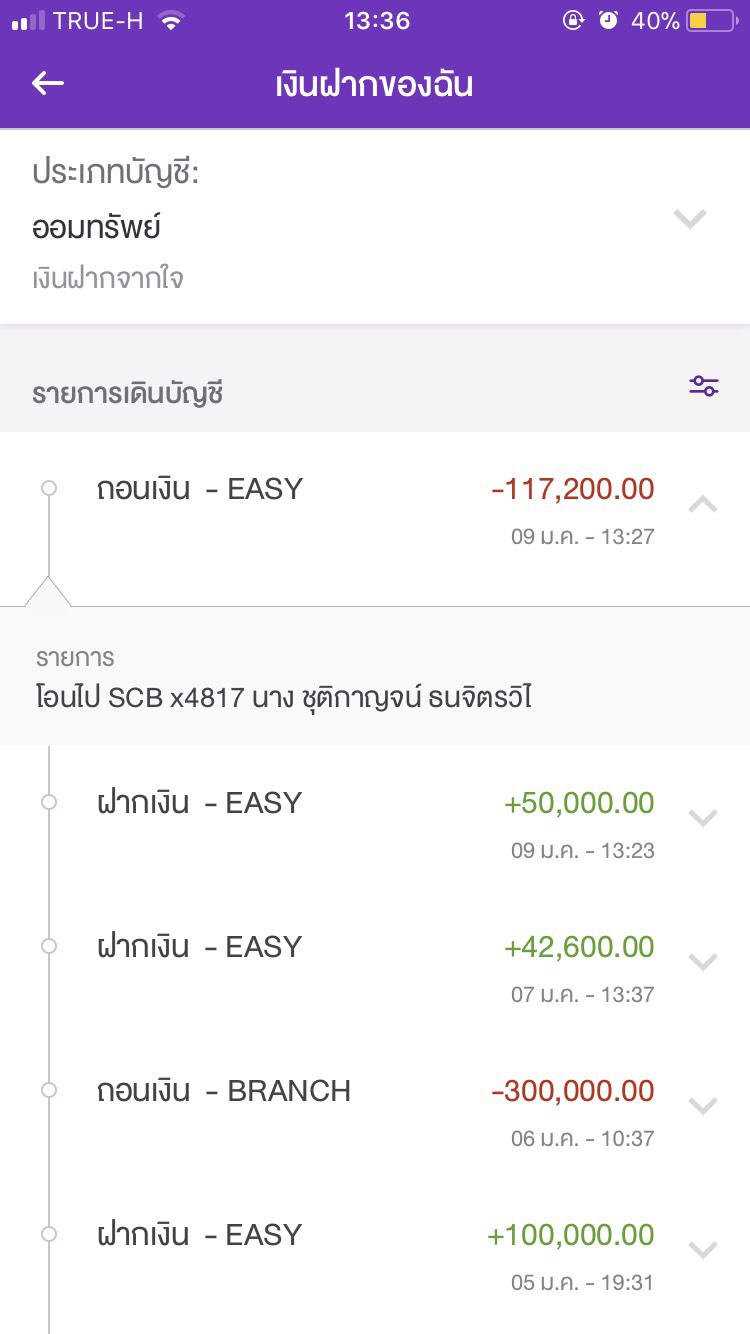 TRUE-H 13:36 40%
เงินฝากของฉัน
ประเภทบัญชี:
ออมทรัพย์
เงินฝากจากใจ
รายการเดินบัญชี
ถอนเงิน - EASY -117,200.00
09 ม.ค. - 13:27
รายการ
โอนไป SCB x4817 นาง ชุติกาญจน์ ธนจิตรวิไ
ฝากเงิน - EASY +50,000.00
09 ม.ค. - 13:23
ฝากเงิน - EASY +42,600.00
07 ม.ค. - 13:37
ถอนเงิน - BRANCH -300,000.00
06 ม.ค. - 10:37
ฝากเงิน - EASY +100,000.00
05 ม.ค. - 19:31